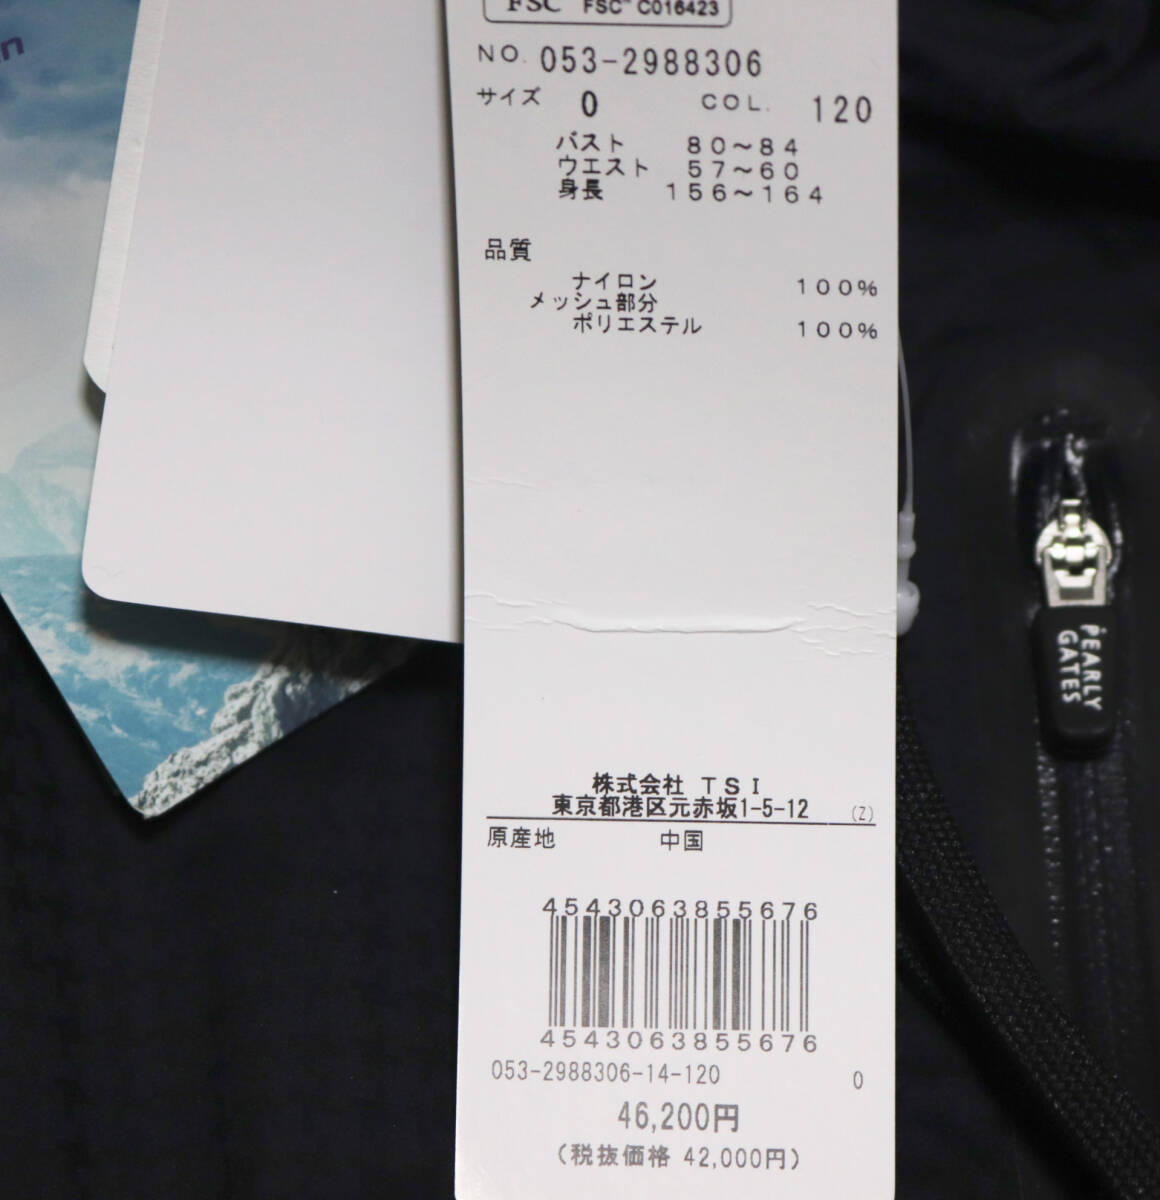 FSC FSC™ C016423
NO. 053-2988306
サイズ 0 COL. 120
バスト 80～84
ウエスト 57～60
身長 156～164
品質
ナイロン 100%
メッシュ部分
ポリエステル 100%
株式会社 TSI
東京都港区元赤坂1-5-12 (Z)
原産地 中国
4543063855676
4543063855676
053-2988306-14-120 0
46,200円
(税抜価格 42,000円)
PEARLY
GATES